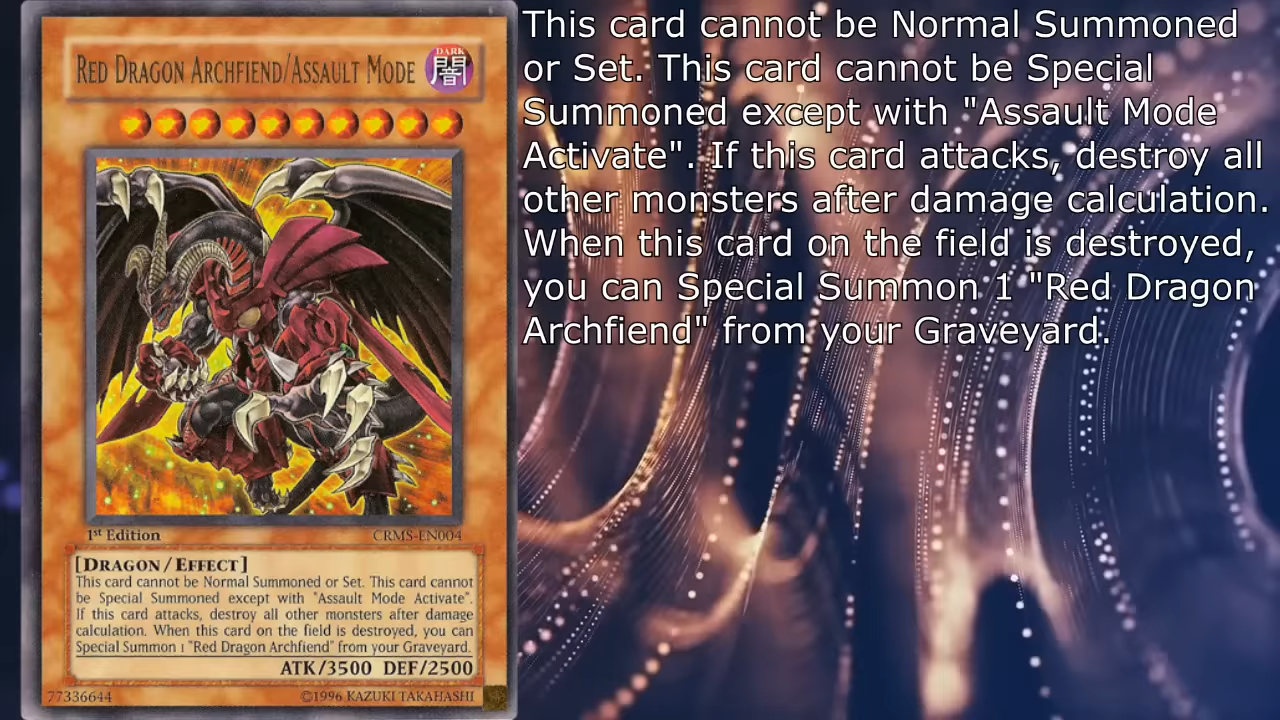 RED DRAGON ARCHFIEND/ASSAULT MODE
DARK
闇
1st Edition
CRMS-EN004
[DRAGON/EFFECT]
This card cannot be Normal Summoned or Set. This card cannot
be Special Summoned except with "Assault Mode Activate".
If this card attacks, destroy all other monsters after damage
calculation. When this card on the field is destroyed, you can
Special Summon 1 "Red Dragon Archfiend" from your Graveyard.
ATK/3500 DEF/2500
77336644
©1996 KAZUKI TAKAHASHI
This card cannot be Normal Summoned
or Set. This card cannot be Special
Summoned except with "Assault Mode
Activate". If this card attacks, destroy all
other monsters after damage calculation.
When this card on the field is destroyed,
you can Special Summon 1 "Red Dragon
Archfiend" from your Graveyard.